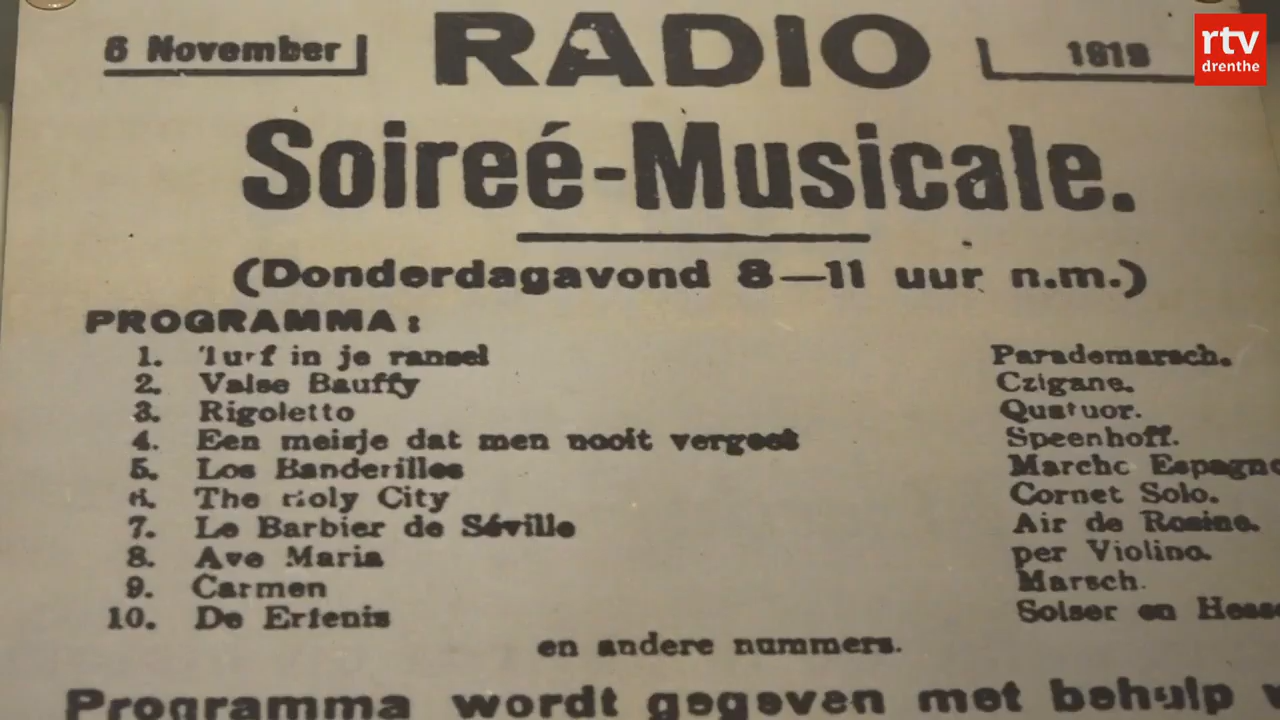 6 November RADIO 1919
rtv
drenthe
Soireé-Musicale.
(Donderdagavond 8—11 uur n.m.)
PROGRAMMA:
1. Turf in je ransel Parademarsch.
2. Valse Bauffy Czigane.
3. Rigoletto Quatuor.
4. Een meisje dat men nooit vergeet Speenhoff.
5. Los Banderillos Marche Espagno
6. The Holy City Cornet Solo.
7. Le Barbier de Séville Air de Rosine.
8. Ave Maria per Violino.
9. Carmen Marsch.
10. De Erfenis Solser en Hess
en andere nummers.
Programma wordt gegeven met behulp